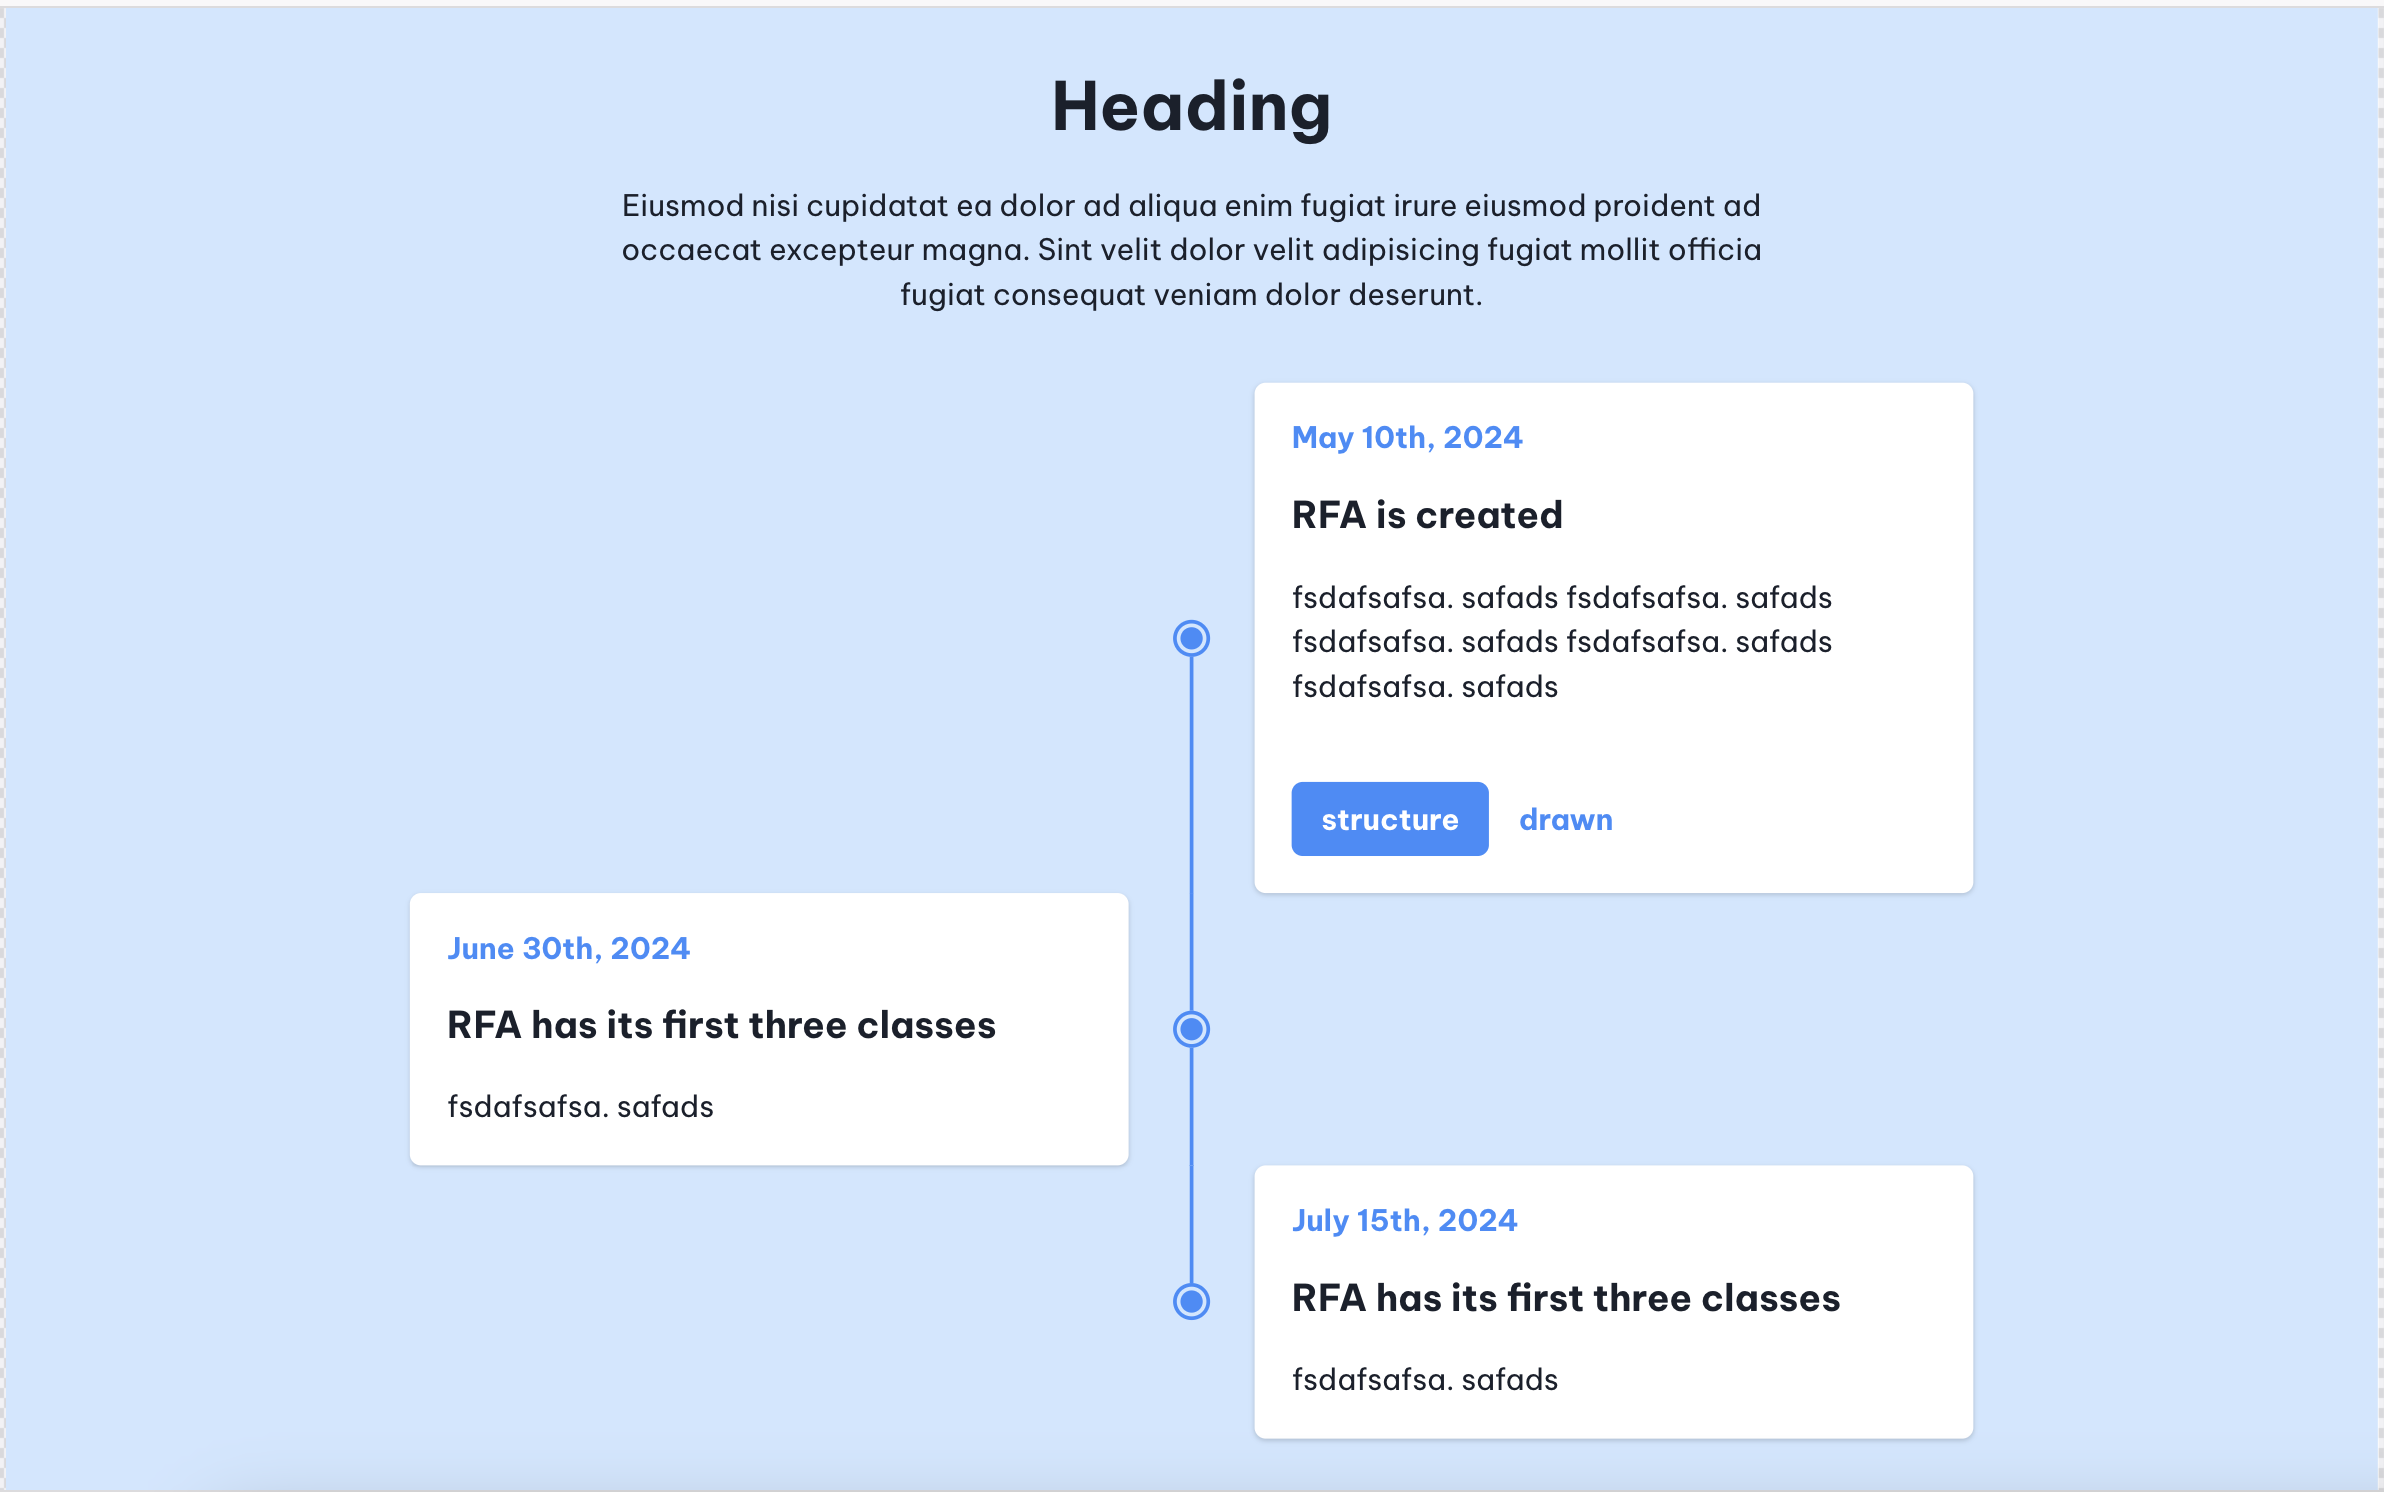 Heading
Eiusmod nisi cupidatat ea dolor ad aliqua enim fugiat irure eiusmod proident ad
occaecat excepteur magna. Sint velit dolor velit adipisicing fugiat mollit officia
fugiat consequat veniam dolor deserunt.
May 10th, 2024
RFA is created
fsdafsafsa. safads fsdafsafsa. safads
fsdafsafsa. safads fsdafsafsa. safads
fsdafsafsa. safads
structure drawn
June 30th, 2024
RFA has its first three classes
fsdafsafsa. safads
July 15th, 2024
RFA has its first three classes
fsdafsafsa. safads